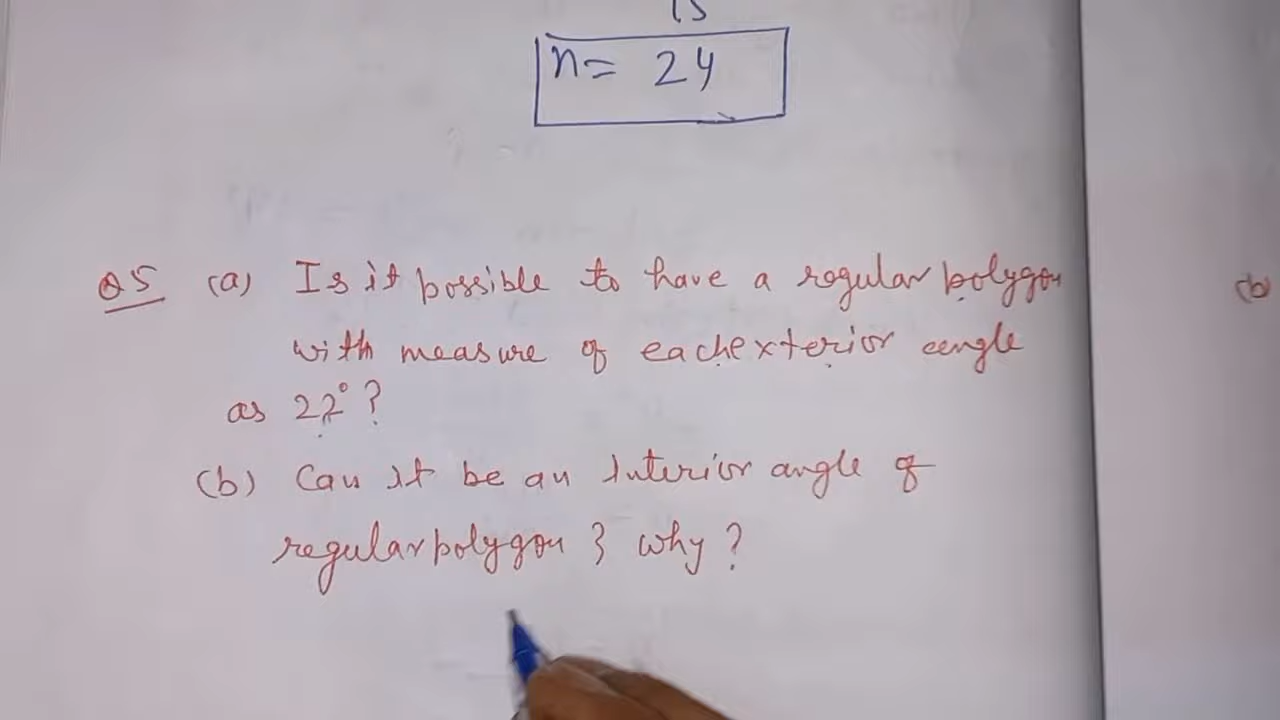 15
n = 24
Q5 (a) Is it possible to have a regular polygon
with measure of each exterior angle
as 22° ?
(b) Can it be an interior angle of
regular polygon ? why ?
(b)